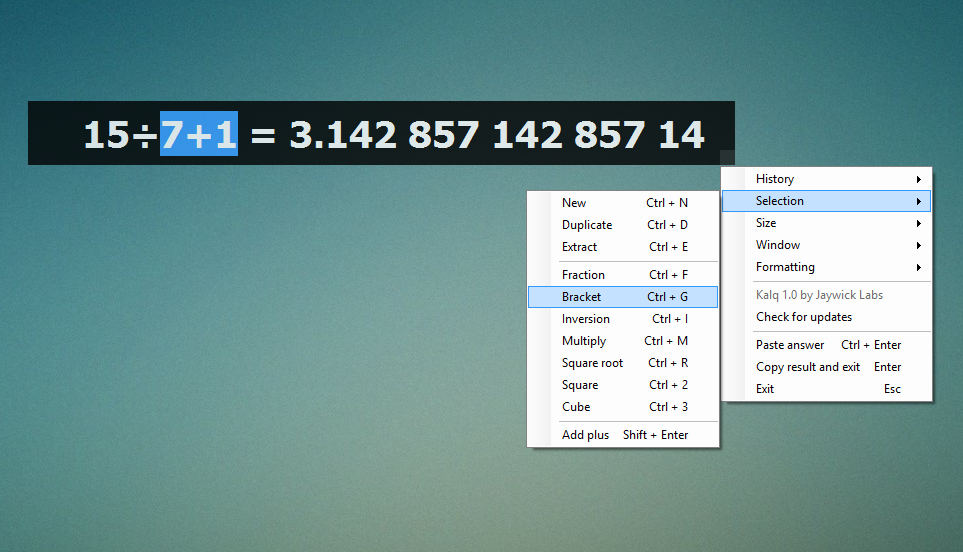 15÷7+1 = 3.142 857 142 857 14
History
Selection
Size
Window
Formatting
Kalq 1.0 by Jaywick Labs
Check for updates
Paste answer Ctrl + Enter
Copy result and exit Enter
Exit Esc
New Ctrl + N
Duplicate Ctrl + D
Extract Ctrl + E
Fraction Ctrl + F
Bracket Ctrl + G
Inversion Ctrl + I
Multiply Ctrl + M
Square root Ctrl + R
Square Ctrl + 2
Cube Ctrl + 3
Add plus Shift + Enter